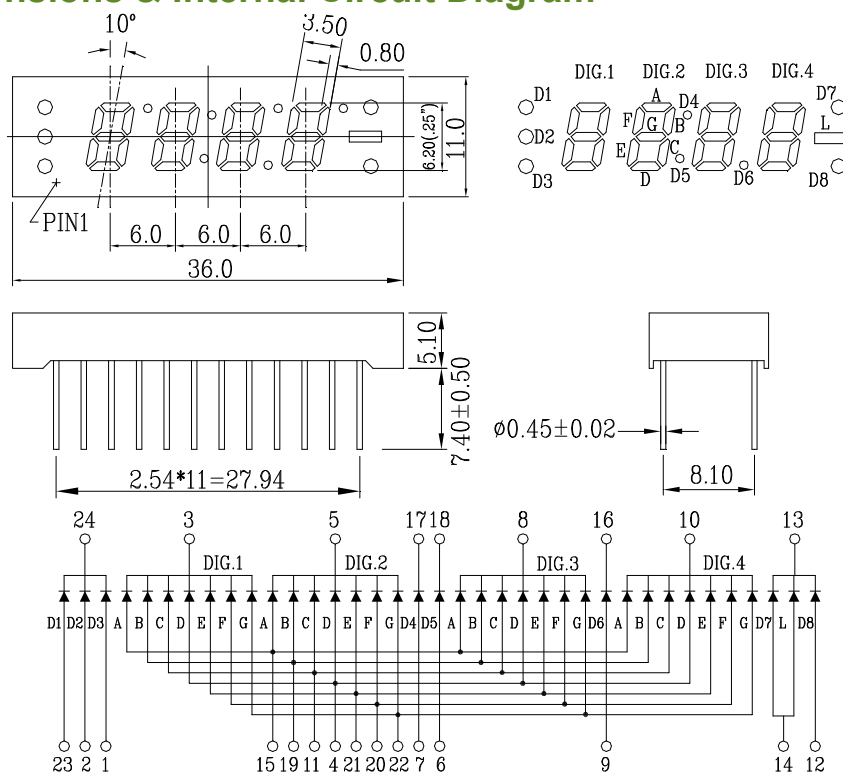 nsions & Internal Circuit Diagram
10° 3.50
0.80
6.20(.25")
11.0
PIN1
6.0 6.0 6.0
36.0
DIG.1 DIG.2 DIG.3 DIG.4
D1 A D4 D7
F G B L
D2
E C
D3 D D5 D6 D8
5.10
7.40±0.50
2.54*11=27.94
Ø0.45±0.02
8.10
24 3 5 17 18 8 16 10 13
DIG.1 DIG.2 DIG.3 DIG.4
D1 D2 D3 A B C D E F G A B C D E F G D4 D5 A B C D E F G D6 A B C D E F G D7 L D8
23 2 1 15 19 11 4 21 20 22 7 6 9 14 12